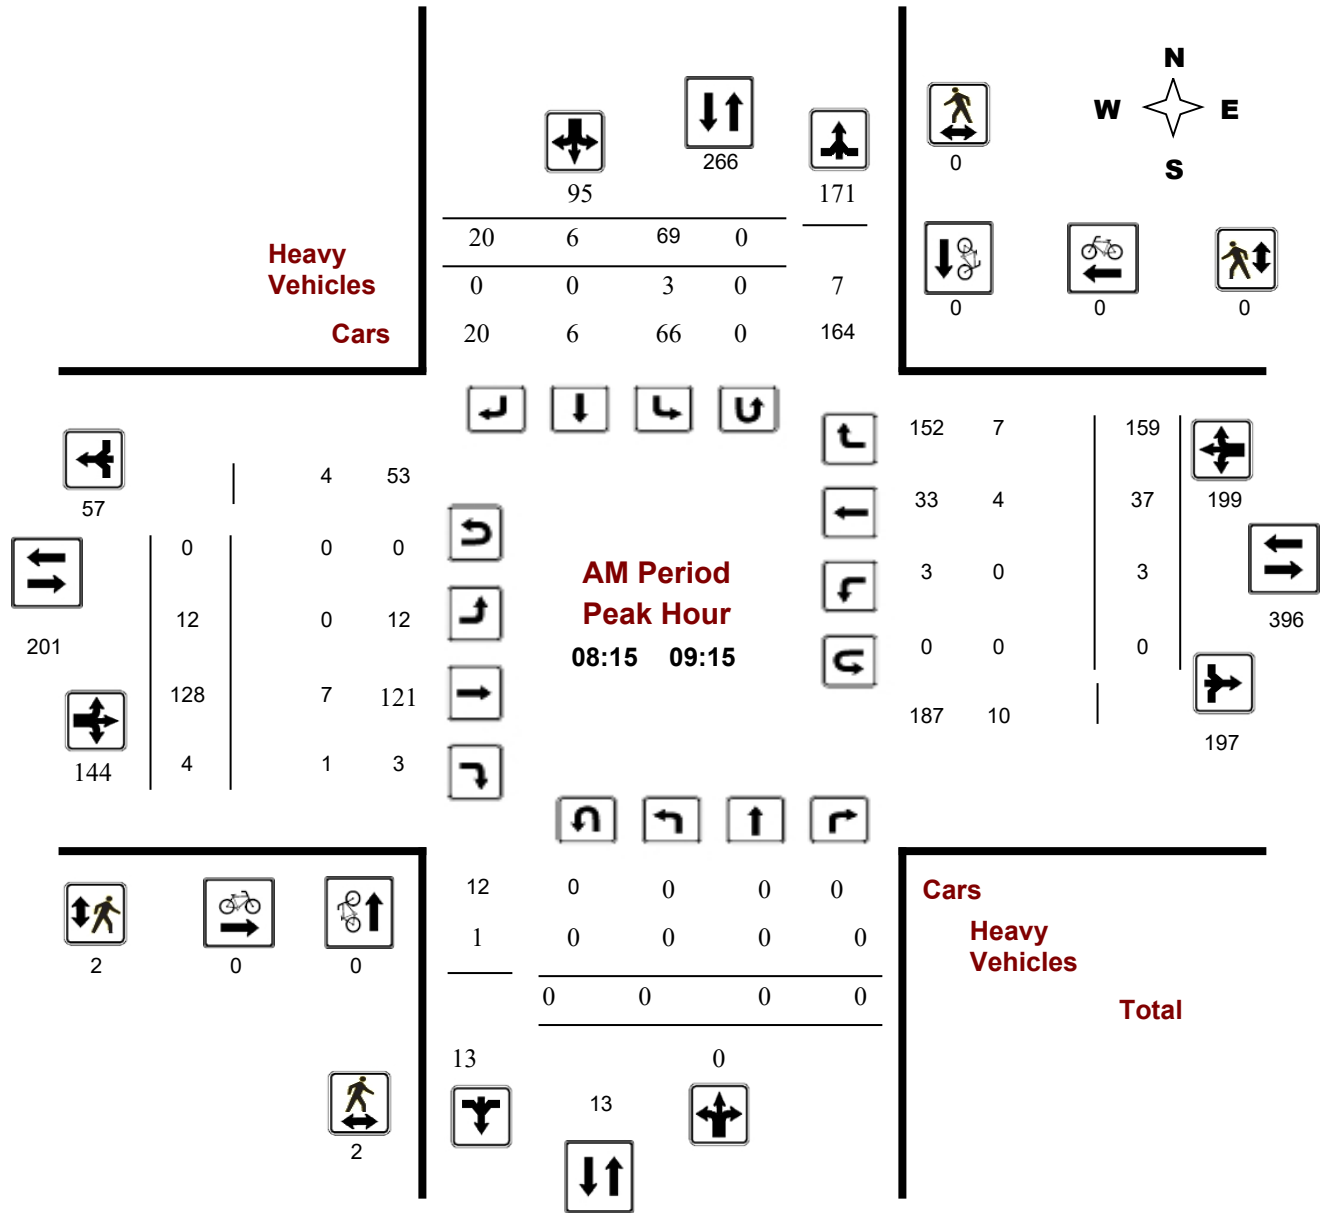 N
W E
S
266
0
95 171
20 6 69 0
Heavy
Vehicles
0 0 3 0 7
0 0 0
Cars
20 6 66 0 164
152 7 159
4 53
57
33 4 37 199
0 0 0
AM Period
3 0 3
Peak Hour
12 0 12
396
201
08:15 09:15
0 0 0
128 7 121
187 10
197
144 4 1 3
12 0 0 0 0
Cars
1 0 0 0 0
Heavy
Vehicles
2 0 0
0 0 0 0
Total
13 0
13
2